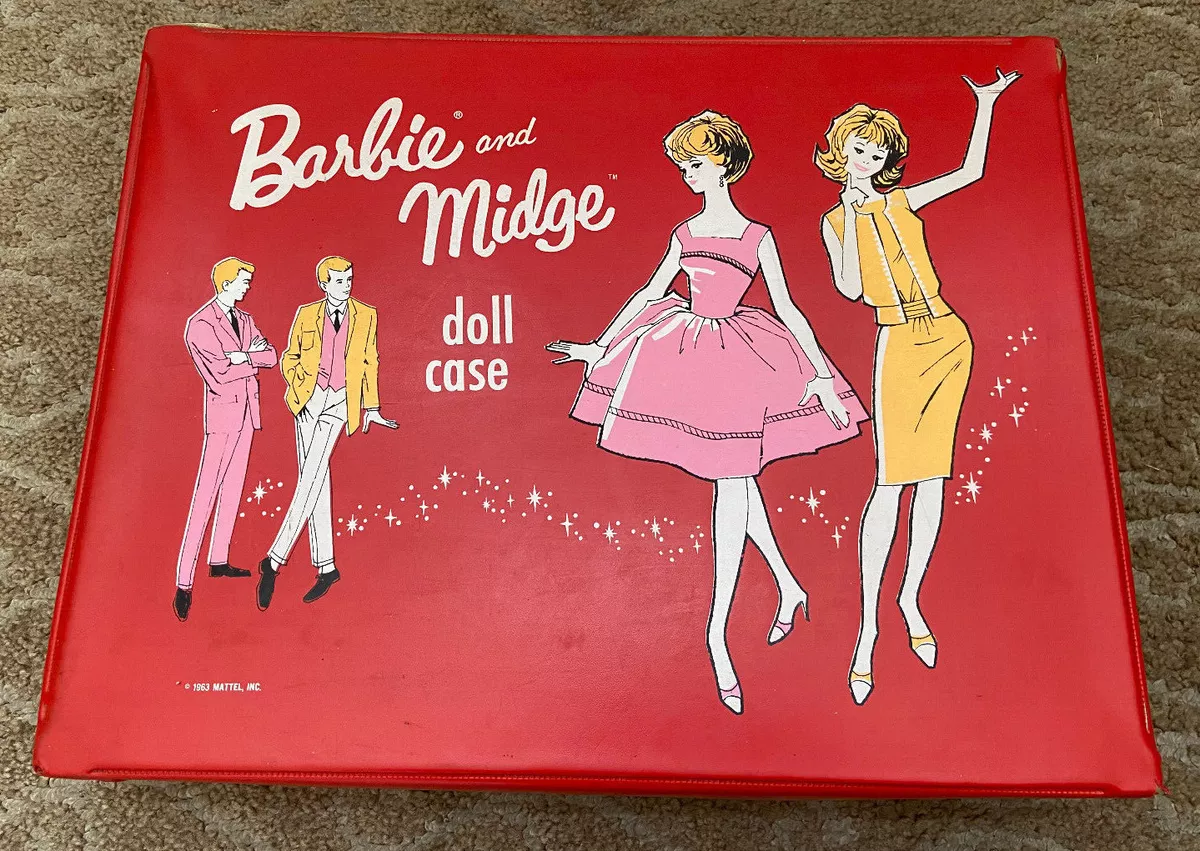 Barbie® and
Midge™
doll
case
© 1963 MATTEL, INC.